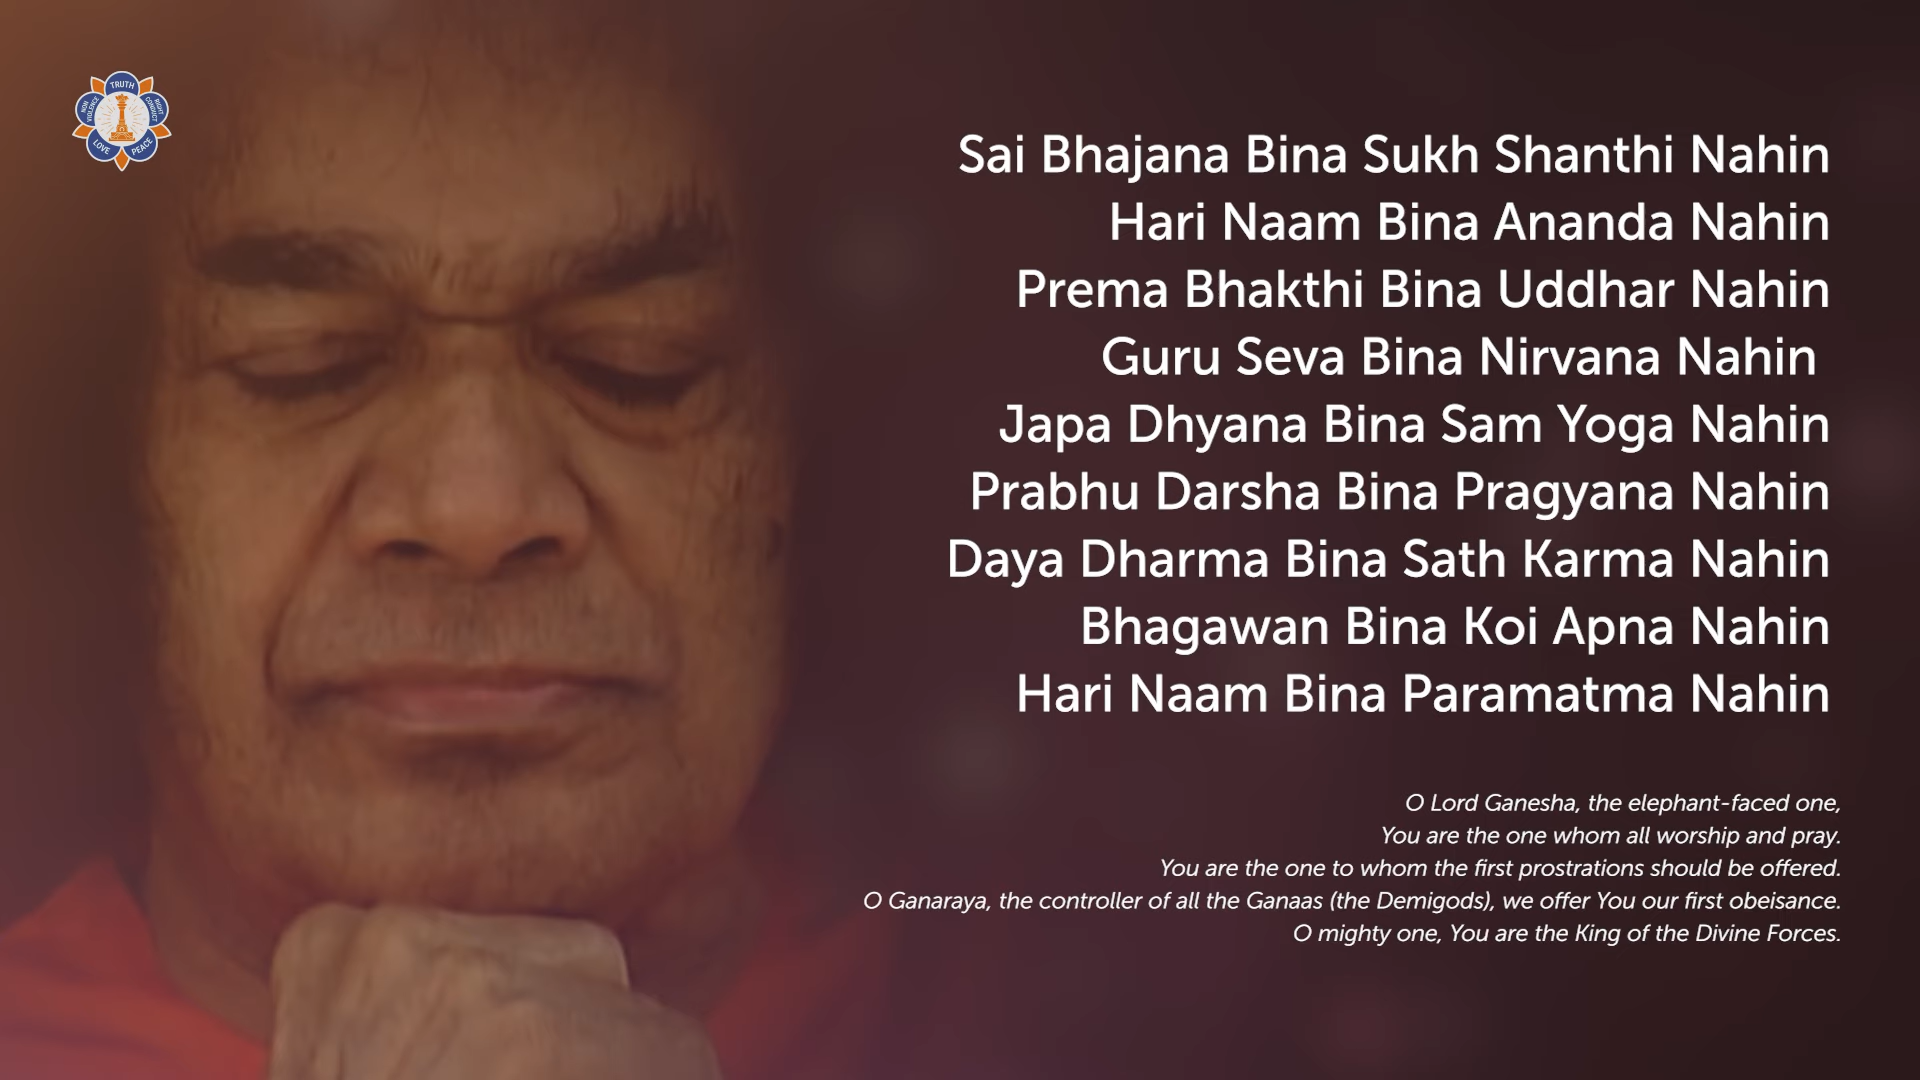 TRUTH
RIGHT CONDUCT
PEACE
LOVE
NON VIOLENCE
Sai Bhajana Bina Sukh Shanthi Nahin
Hari Naam Bina Ananda Nahin
Prema Bhakthi Bina Uddhar Nahin
Guru Seva Bina Nirvana Nahin
Japa Dhyana Bina Sam Yoga Nahin
Prabhu Darsha Bina Pragyana Nahin
Daya Dharma Bina Sath Karma Nahin
Bhagawan Bina Koi Apna Nahin
Hari Naam Bina Paramatma Nahin
O Lord Ganesha, the elephant-faced one,
You are the one whom all worship and pray.
You are the one to whom the first prostrations should be offered.
O Ganaraya, the controller of all the Ganaas (the Demigods), we offer You our first obeisance.
O mighty one, You are the King of the Divine Forces.